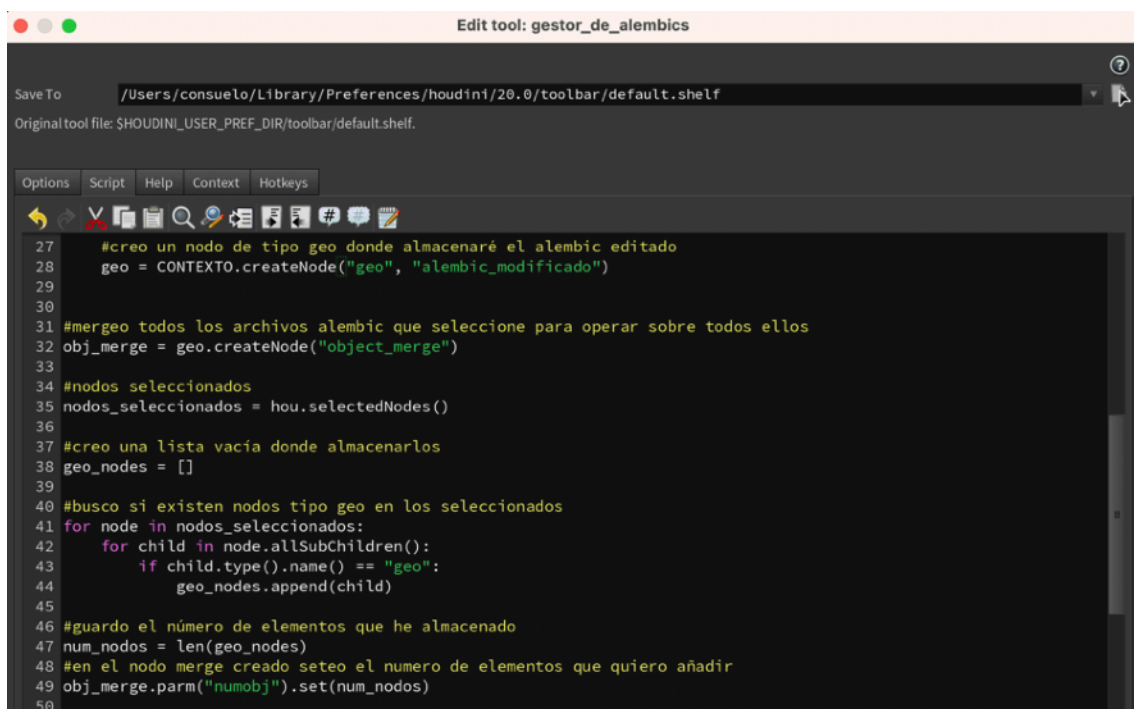 Edit tool: gestor_de_alembics
Save To /Users/consuelo/Library/Preferences/houdini/20.0/toolbar/default.shelf
Original tool file: $HOUDINI_USER_PREF_DIR/toolbar/default.shelf.
Options Script Help Context Hotkeys
27 #creo un nodo de tipo geo donde almacenaré el alembic editado
28 geo = CONTEXTO.createNode("geo", "alembic_modificado")
29
30
31 #mergeo todos los archivos alembic que seleccione para operar sobre todos ellos
32 obj_merge = geo.createNode("object_merge")
33
34 #nodos seleccionados
35 nodos_seleccionados = hou.selectedNodes()
36
37 #creo una lista vacía donde almacenarlos
38 geo_nodes = []
39
40 #busco si existen nodos tipo geo en los seleccionados
41 for node in nodos_seleccionados:
42 for child in node.allSubChildren():
43 if child.type().name() == "geo":
44 geo_nodes.append(child)
45
46 #guardo el número de elementos que he almacenado
47 num_nodos = len(geo_nodes)
48 #en el nodo merge creado seteo el numero de elementos que quiero añadir
49 obj_merge.parm("numobj").set(num_nodos)
50